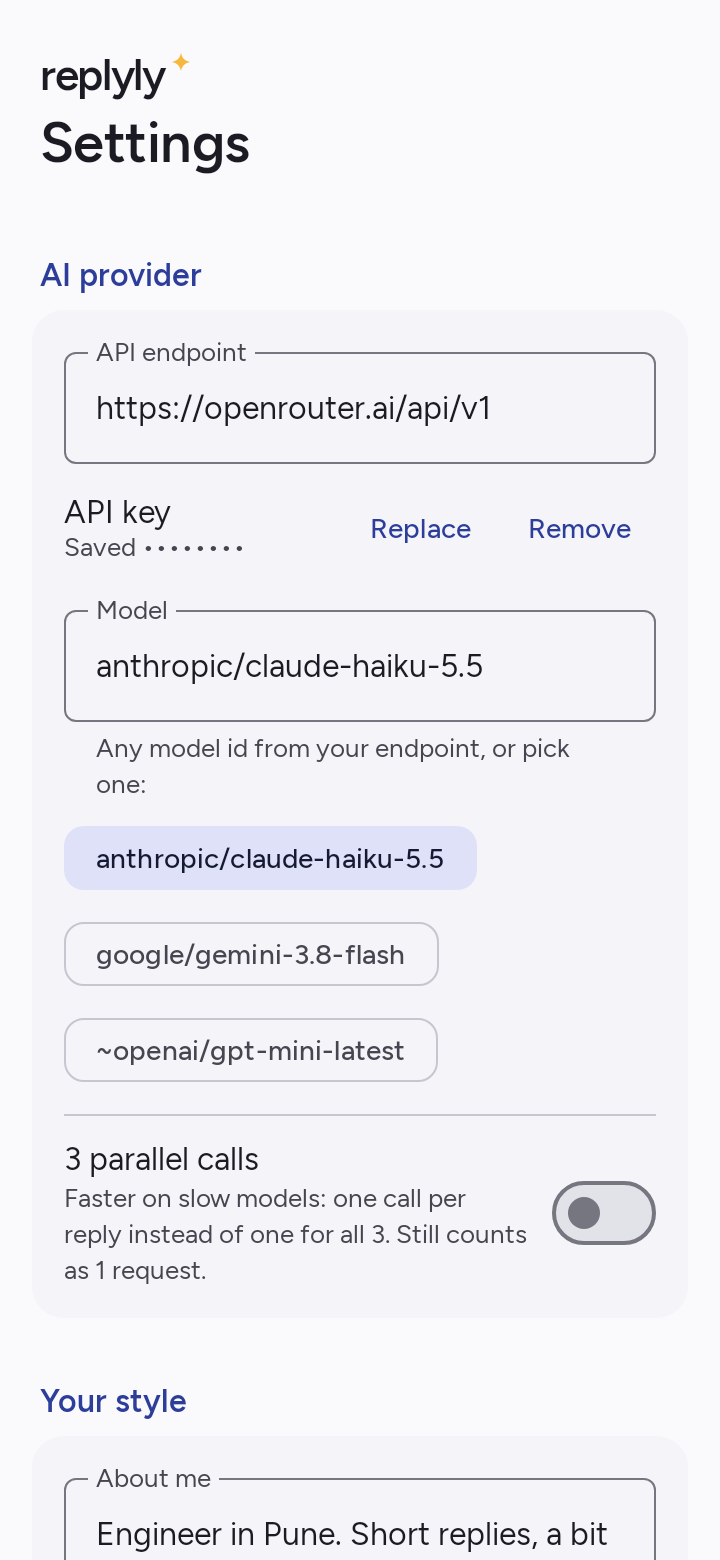 replyly
Settings
AI provider
API endpoint
https://openrouter.ai/api/v1
API key
Saved ••••••••
Replace
Remove
Model
anthropic/claude-haiku-5.5
Any model id from your endpoint, or pick
one:
anthropic/claude-haiku-5.5
google/gemini-3.8-flash
~openai/gpt-mini-latest
3 parallel calls
Faster on slow models: one call per
reply instead of one for all 3. Still counts
as 1 request.
Your style
About me
Engineer in Pune. Short replies, a bit